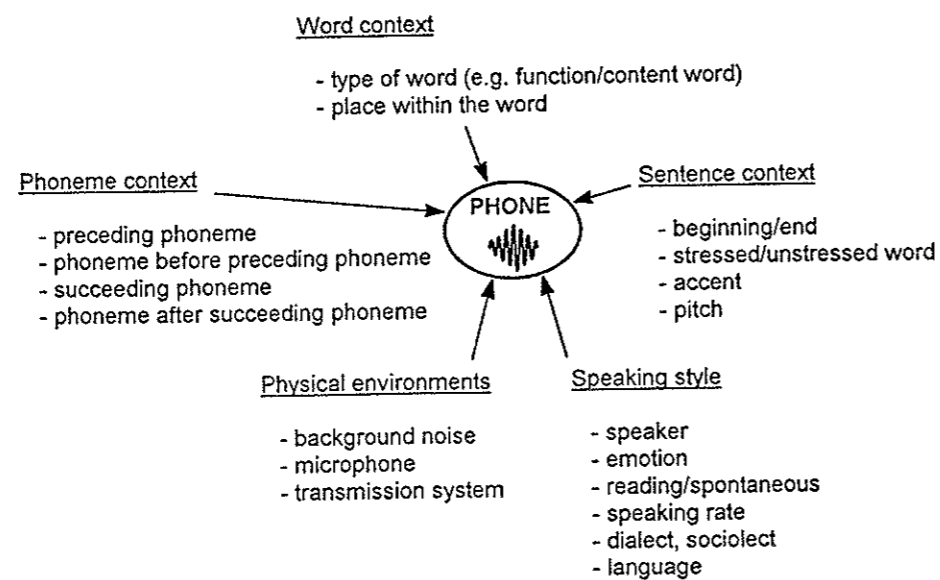 Word context
- type of word (e.g. function/content word)
- place within the word
Phoneme context
- preceding phoneme
- phoneme before preceding phoneme
- succeeding phoneme
- phoneme after succeeding phoneme
PHONE
Sentence context
- beginning/end
- stressed/unstressed word
- accent
- pitch
Physical environments
- background noise
- microphone
- transmission system
Speaking style
- speaker
- emotion
- reading/spontaneous
- speaking rate
- dialect, sociolect
- language